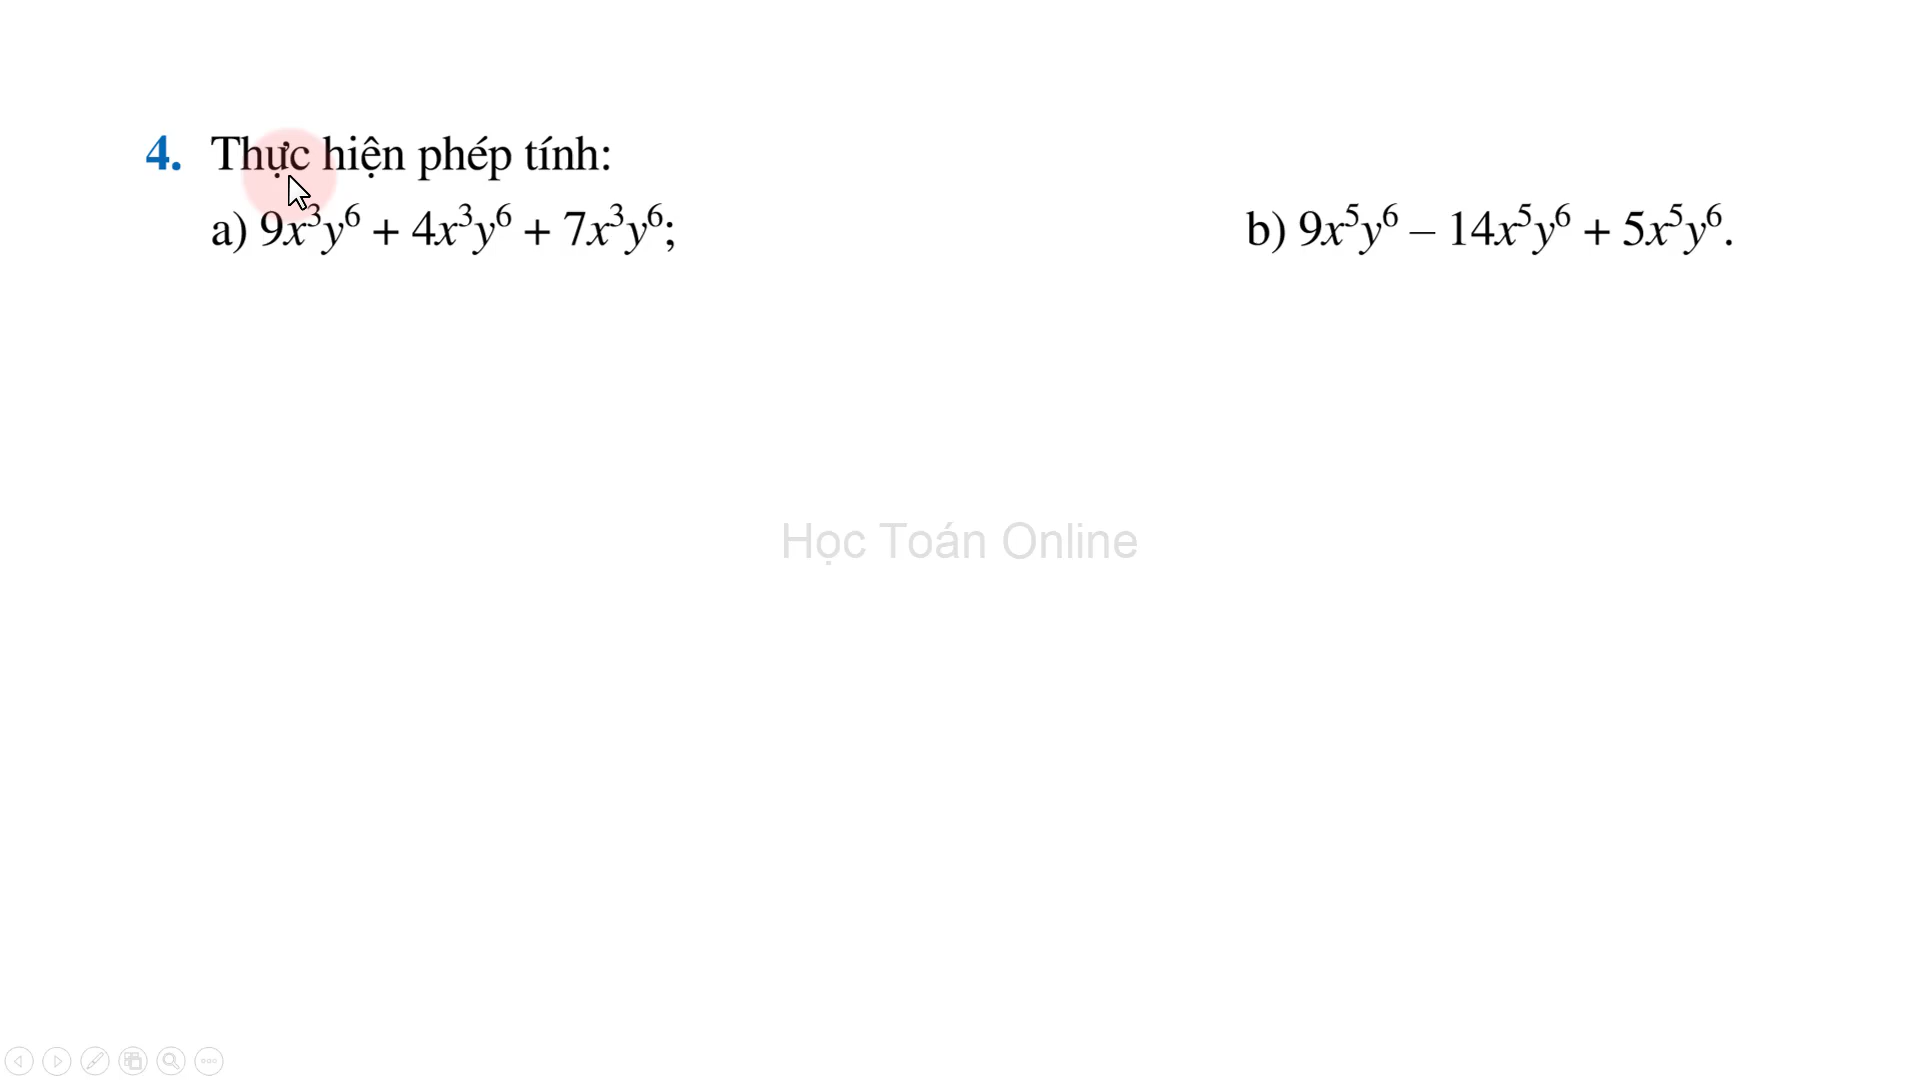 4. Thực hiện phép tính:
a) 9x³y⁶ + 4x³y⁶ + 7x³y⁶; b) 9x⁵y⁶ – 14x⁵y⁶ + 5x⁵y⁶.
Học Toán Online